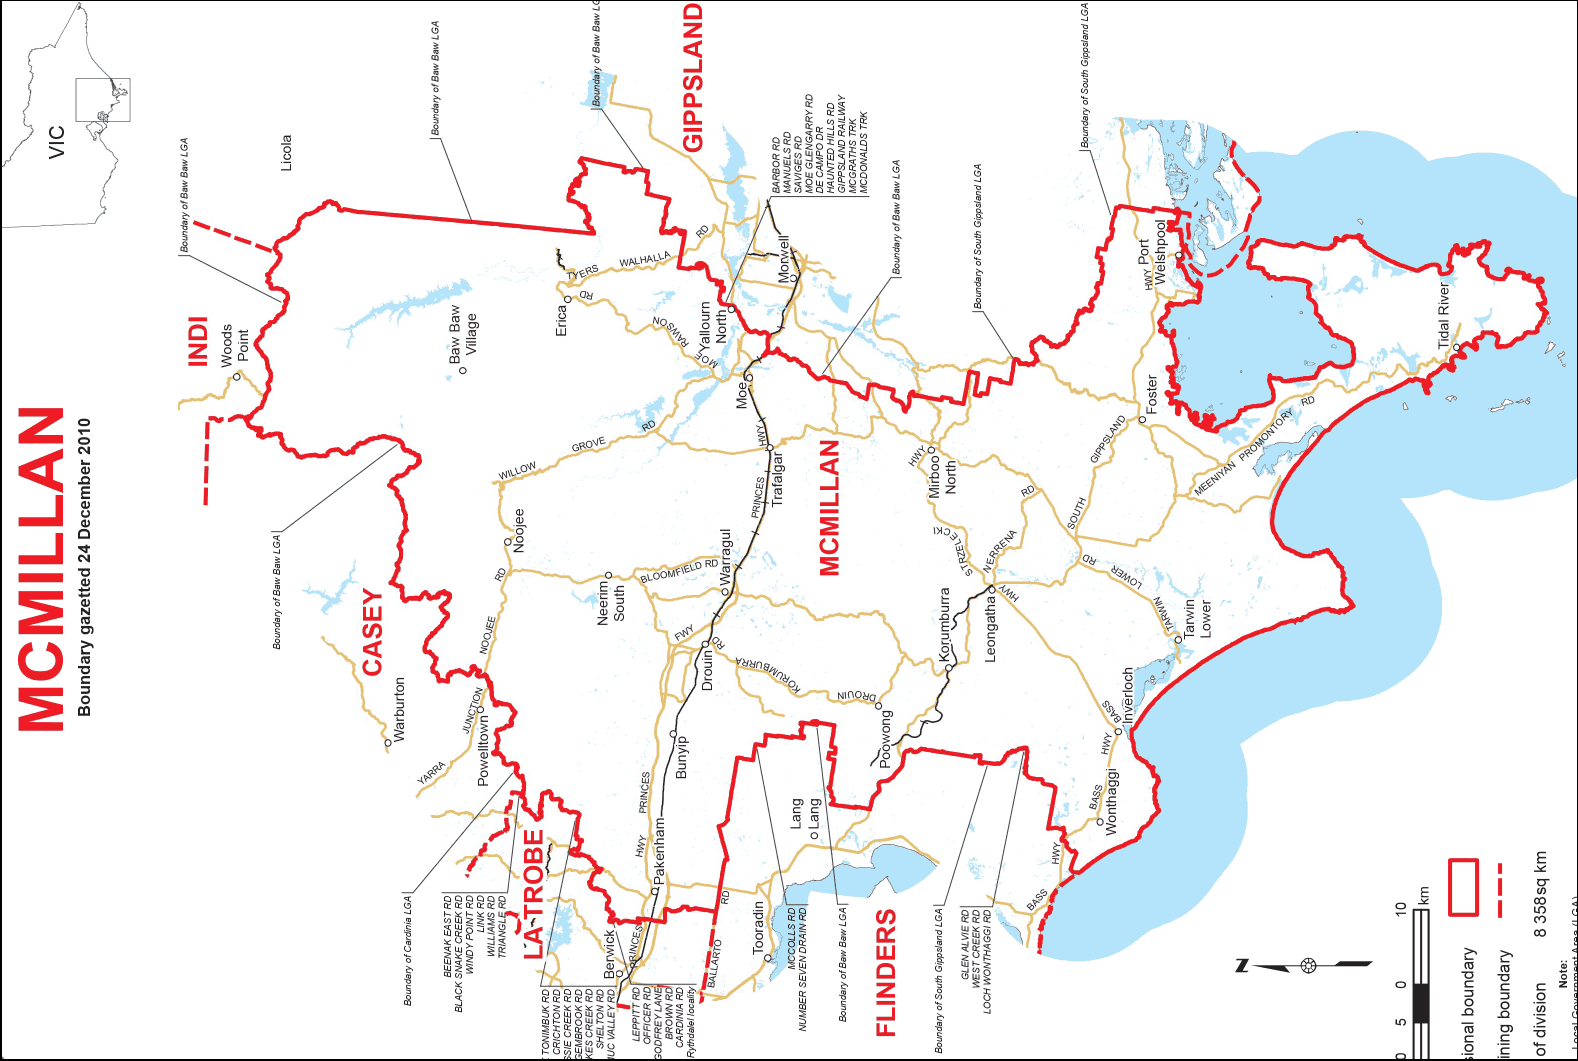 MCMILLAN
Boundary gazetted 24 December 2010
VIC
Licola
Boundary of Baw Baw LGA
Boundary of Baw Baw LGA
Boundary of Baw Baw LGA
GIPPSLAND
Boundary of South Gippsland LGA
BARBOR RD
MANUELS RD
SAVIGES RD
MOE GLENGARRY RD
DE CAMPO DR
HAUNTED HILLS RD
GIPPSLAND RAILWAY
MCGRATHS TRK
MCDONALDS TRK
Boundary of Baw Baw LGA
Boundary of South Gippsland LGA
INDI
Woods
Point
Baw Baw
Village
Erica
TYERS
WALHALLA
RD
RD
RAWSON
MOE
Yallourn
North
Morwell
Moe
HWY
Port
Welshpool
Tidal River
Foster
GIPPSLAND
SOUTH
HWY
MEENIYAN
PROMONTORY
RD
WILLOW
GROVE
RD
Trafalgar
PRINCES
MCMILLAN
HWY
Mirboo
North
STRZELECKI
NERRENA
RD
HWY
Boundary of Baw Baw LGA
CASEY
Noojee
RD
NOOJEE
Neerim
South
BLOOMFIELD RD
Warragul
FWY
Drouin
RD
KORUMBURRA
DROUIN
Poowong
Korumburra
Leongatha
RD
LOWER
TARWIN
Tarwin
Lower
Inverloch
BASS
HWY
BASS
Wonthaggi
HWY
BASS
Warburton
JUNCTION
Powelltown
YARRA
Bunyip
PRINCES
HWY
Pakenham
Lang
Lang
LA TROBE
Boundary of Cardinia LGA
BEENAK EAST RD
BLACK SNAKE CREEK RD
WINDY POINT RD
LINK RD
WILLIAMS RD
TRIANGLE RD
TONIMBUK RD
CRICHTON RD
SSIE CREEK RD
GEMBROOK RD
KES CREEK RD
SHELTON RD
MUC VALLEY RD
Berwick
PRINCES
LEPPITT RD
OFFICER RD
GODFREY LANE
BROWN RD
CARDINIA RD
Rythdale locality
BALLARTO
RD
Tooradin
MCCOLLS RD
NUMBER SEVEN DRAIN RD
Boundary of Baw Baw LGA
FLINDERS
Boundary of South Gippsland LGA
GLEN ALVIE RD
WEST CREEK RD
LOCH WONTHAGGI RD
N
0
5
0
10
km
sional boundary
ining boundary
of division
8 358sq km
Note:
Local Government Area (LGA)